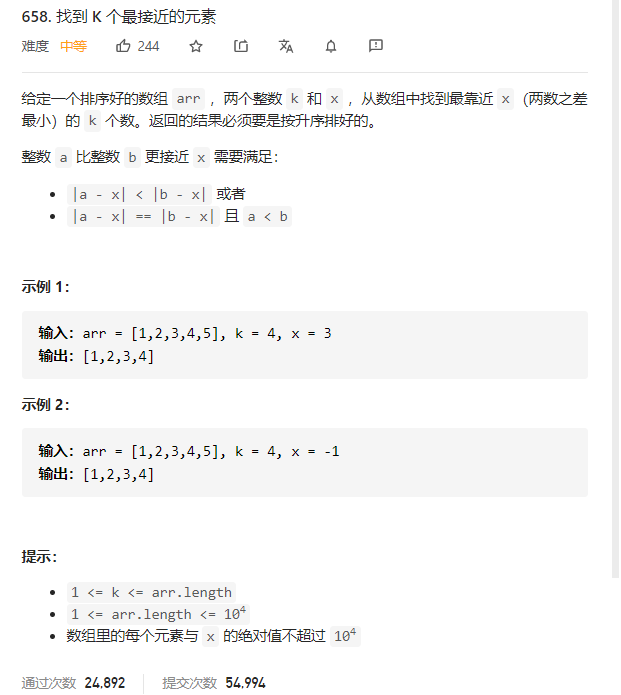 658. 找到 K 个最接近的元素
难度 中等 244
给定一个排序好的数组 arr ，两个整数 k 和 x ，从数组中找到最靠近 x （两数之差
最小）的 k 个数。返回的结果必须要是按升序排好的。
整数 a 比整数 b 更接近 x 需要满足：
• |a - x| < |b - x| 或者
• |a - x| == |b - x| 且 a < b
示例 1：
输入：arr = [1,2,3,4,5], k = 4, x = 3
输出：[1,2,3,4]
示例 2：
输入：arr = [1,2,3,4,5], k = 4, x = -1
输出：[1,2,3,4]
提示：
• 1 <= k <= arr.length
• 1 <= arr.length <= 10⁴
• 数组里的每个元素与 x 的绝对值不超过 10⁴
通过次数 24,892 提交次数 54,994